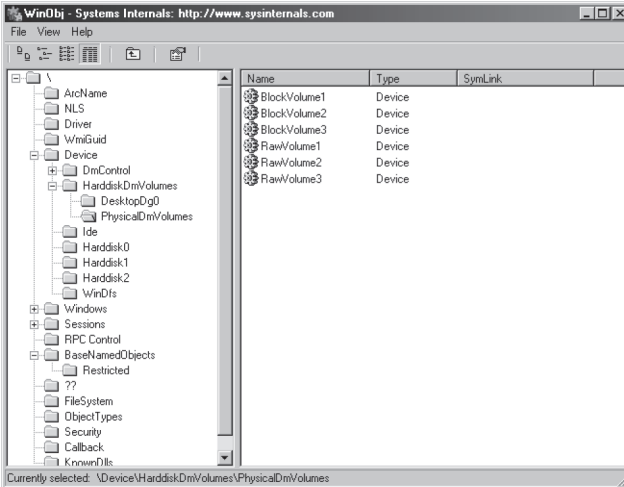 WinObj - Systems Internals: http://www.sysinternals.com
File View Help
\
ArcName
NLS
Driver
WmiGuid
Device
DmControl
HarddiskDmVolumes
DesktopDg0
PhysicalDmVolumes
Ide
Harddisk0
Harddisk1
Harddisk2
WinDfs
Windows
Sessions
RPC Control
BaseNamedObjects
Restricted
??
FileSystem
ObjectTypes
Security
Callback
KnownDlls
Name Type SymLink
BlockVolume1 Device
BlockVolume2 Device
BlockVolume3 Device
RawVolume1 Device
RawVolume2 Device
RawVolume3 Device
Currently selected: \Device\HarddiskDmVolumes\PhysicalDmVolumes